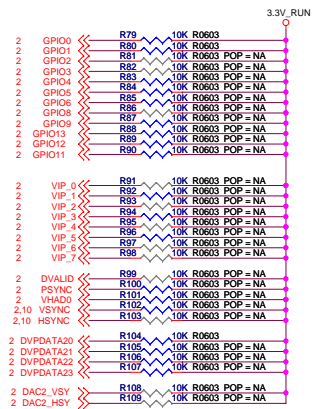 3.3V_RUN
2 GPIO0 R79 10K R0603
2 GPIO1 R80 10K R0603
2 GPIO2 R81 10K R0603 POP = NA
2 GPIO3 R82 10K R0603 POP = NA
2 GPIO4 R83 10K R0603 POP = NA
2 GPIO5 R84 10K R0603 POP = NA
2 GPIO6 R85 10K R0603 POP = NA
2 GPIO8 R86 10K R0603 POP = NA
2 GPIO9 R87 10K R0603 POP = NA
2 GPIO13 R88 10K R0603 POP = NA
2 GPIO12 R89 10K R0603 POP = NA
2 GPIO11 R90 10K R0603 POP = NA
2 VIP_0 R91 10K R0603 POP = NA
2 VIP_1 R92 10K R0603 POP = NA
2 VIP_2 R93 10K R0603 POP = NA
2 VIP_3 R94 10K R0603 POP = NA
2 VIP_4 R95 10K R0603 POP = NA
2 VIP_5 R96 10K R0603 POP = NA
2 VIP_6 R97 10K R0603 POP = NA
2 VIP_7 R98 10K R0603 POP = NA
2 DVALID R99 10K R0603 POP = NA
2 PSYNC R100 10K R0603 POP = NA
2 VHAD0 R101 10K R0603 POP = NA
2,10 VSYNC R102 10K R0603 POP = NA
2,10 HSYNC R103 10K R0603 POP = NA
2 DVPDATA20 R104 10K R0603
2 DVPDATA21 R105 10K R0603 POP = NA
2 DVPDATA22 R106 10K R0603 POP = NA
2 DVPDATA23 R107 10K R0603 POP = NA
2 DAC2_VSY R108 10K R0603 POP = NA
2 DAC2_HSY R109 10K R0603 POP = NA